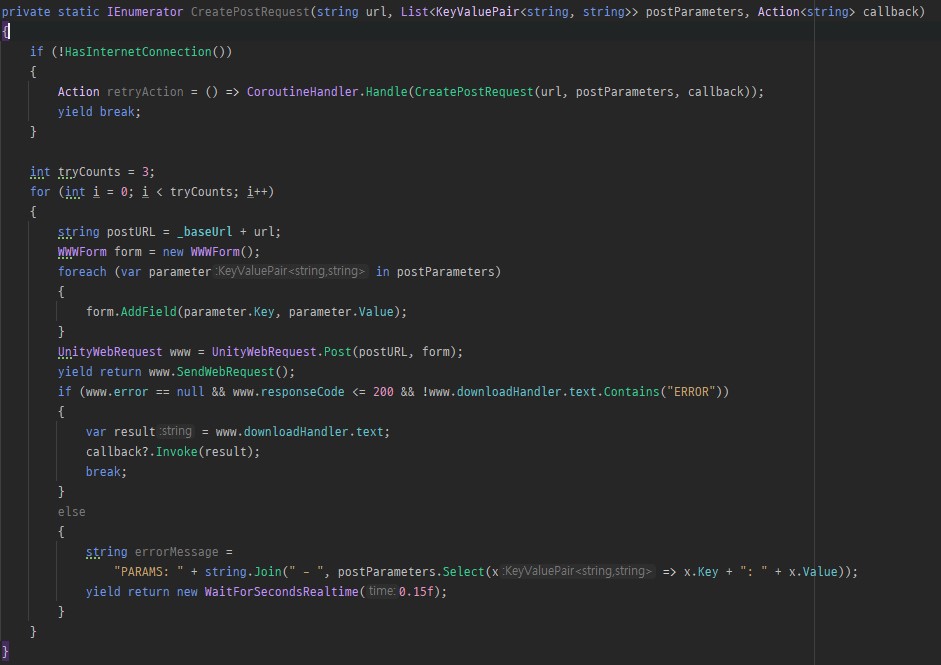 private static IEnumerator CreatePostRequest(string url, List<KeyValuePair<string, string>> postParameters, Action<string> callback)
{
    if (!HasInternetConnection())
    {
        Action retryAction = () => CoroutineHandler.Handle(CreatePostRequest(url, postParameters, callback));
        yield break;
    }

    int tryCounts = 3;
    for (int i = 0; i < tryCounts; i++)
    {
        string postURL = _baseUrl + url;
        WWWForm form = new WWWForm();
        foreach (var parameter :KeyValuePair<string,string> in postParameters)
        {
            form.AddField(parameter.Key, parameter.Value);
        }
        UnityWebRequest www = UnityWebRequest.Post(postURL, form);
        yield return www.SendWebRequest();
        if (www.error == null && www.responseCode <= 200 && !www.downloadHandler.text.Contains("ERROR"))
        {
            var result :string = www.downloadHandler.text;
            callback?.Invoke(result);
            break;
        }
        else
        {
            string errorMessage =
                "PARAMS: " + string.Join(" - ", postParameters.Select(x :KeyValuePair<string,string> => x.Key + ": " + x.Value));
            yield return new WaitForSecondsRealtime( time: 0.15f);
        }
    }
}